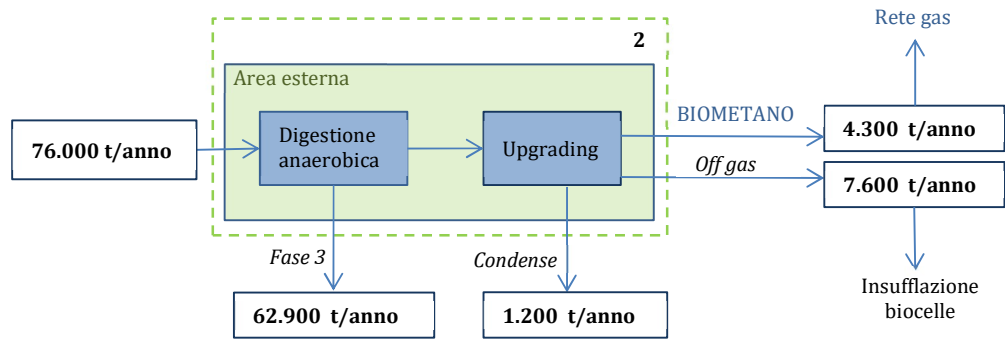 Rete gas
2
Area esterna
BIOMETANO
4.300 t/anno
76.000 t/anno
Digestione
anaerobica
Upgrading
Off gas
7.600 t/anno
Fase 3
Condense
Insufflazione
biocelle
62.900 t/anno
1.200 t/anno